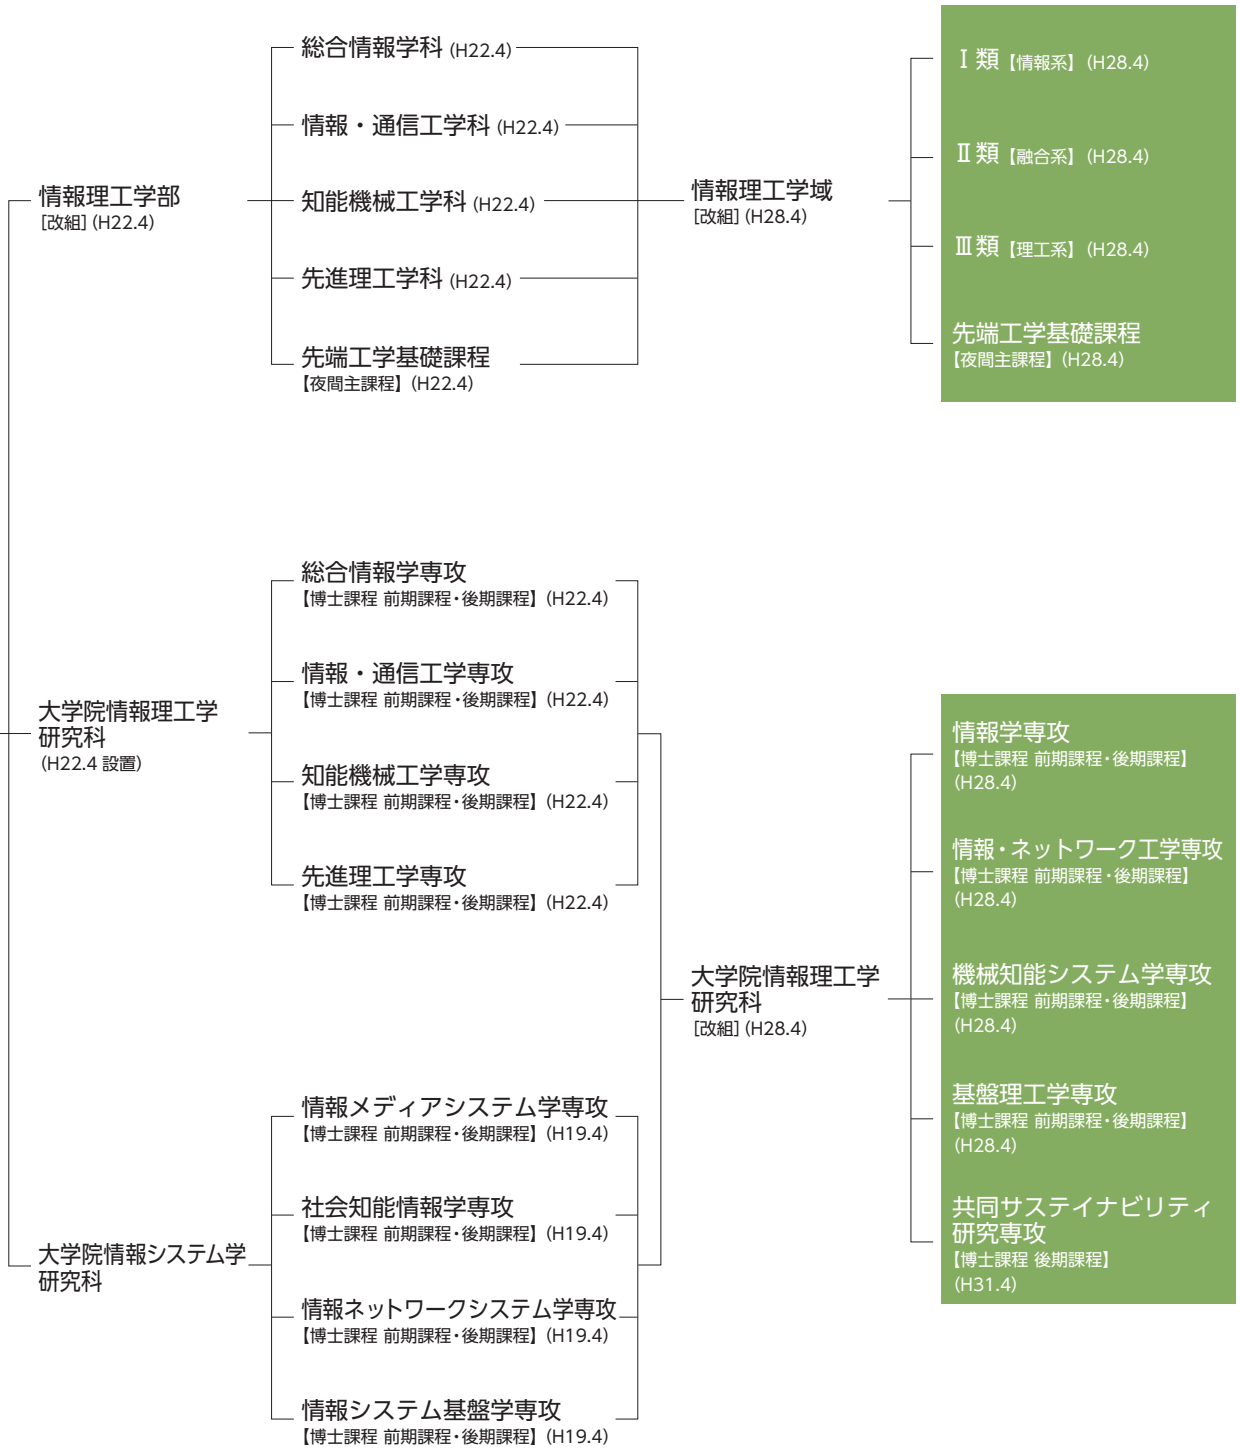 情報理工学部
[改組] (H22.4)
総合情報学科 (H22.4)
情報・通信工学科 (H22.4)
知能機械工学科 (H22.4)
先進理工学科 (H22.4)
先端工学基礎課程
【夜間主課程】 (H22.4)
情報理工学域
[改組] (H28.4)
Ⅰ類【情報系】 (H28.4)
Ⅱ類【融合系】 (H28.4)
Ⅲ類【理工系】 (H28.4)
先端工学基礎課程
【夜間主課程】 (H28.4)
大学院情報理工学
研究科
(H22.4 設置)
総合情報学専攻
【博士課程 前期課程・後期課程】 (H22.4)
情報・通信工学専攻
【博士課程 前期課程・後期課程】 (H22.4)
知能機械工学専攻
【博士課程 前期課程・後期課程】 (H22.4)
先進理工学専攻
【博士課程 前期課程・後期課程】 (H22.4)
大学院情報システム学
研究科
情報メディアシステム学専攻
【博士課程 前期課程・後期課程】 (H19.4)
社会知能情報学専攻
【博士課程 前期課程・後期課程】 (H19.4)
情報ネットワークシステム学専攻
【博士課程 前期課程・後期課程】 (H19.4)
情報システム基盤学専攻
【博士課程 前期課程・後期課程】 (H19.4)
大学院情報理工学
研究科
[改組] (H28.4)
情報学専攻
【博士課程 前期課程・後期課程】
(H28.4)
情報・ネットワーク工学専攻
【博士課程 前期課程・後期課程】
(H28.4)
機械知能システム学専攻
【博士課程 前期課程・後期課程】
(H28.4)
基盤理工学専攻
【博士課程 前期課程・後期課程】
(H28.4)
共同サステイナビリティ
研究専攻
【博士課程 後期課程】
(H31.4)